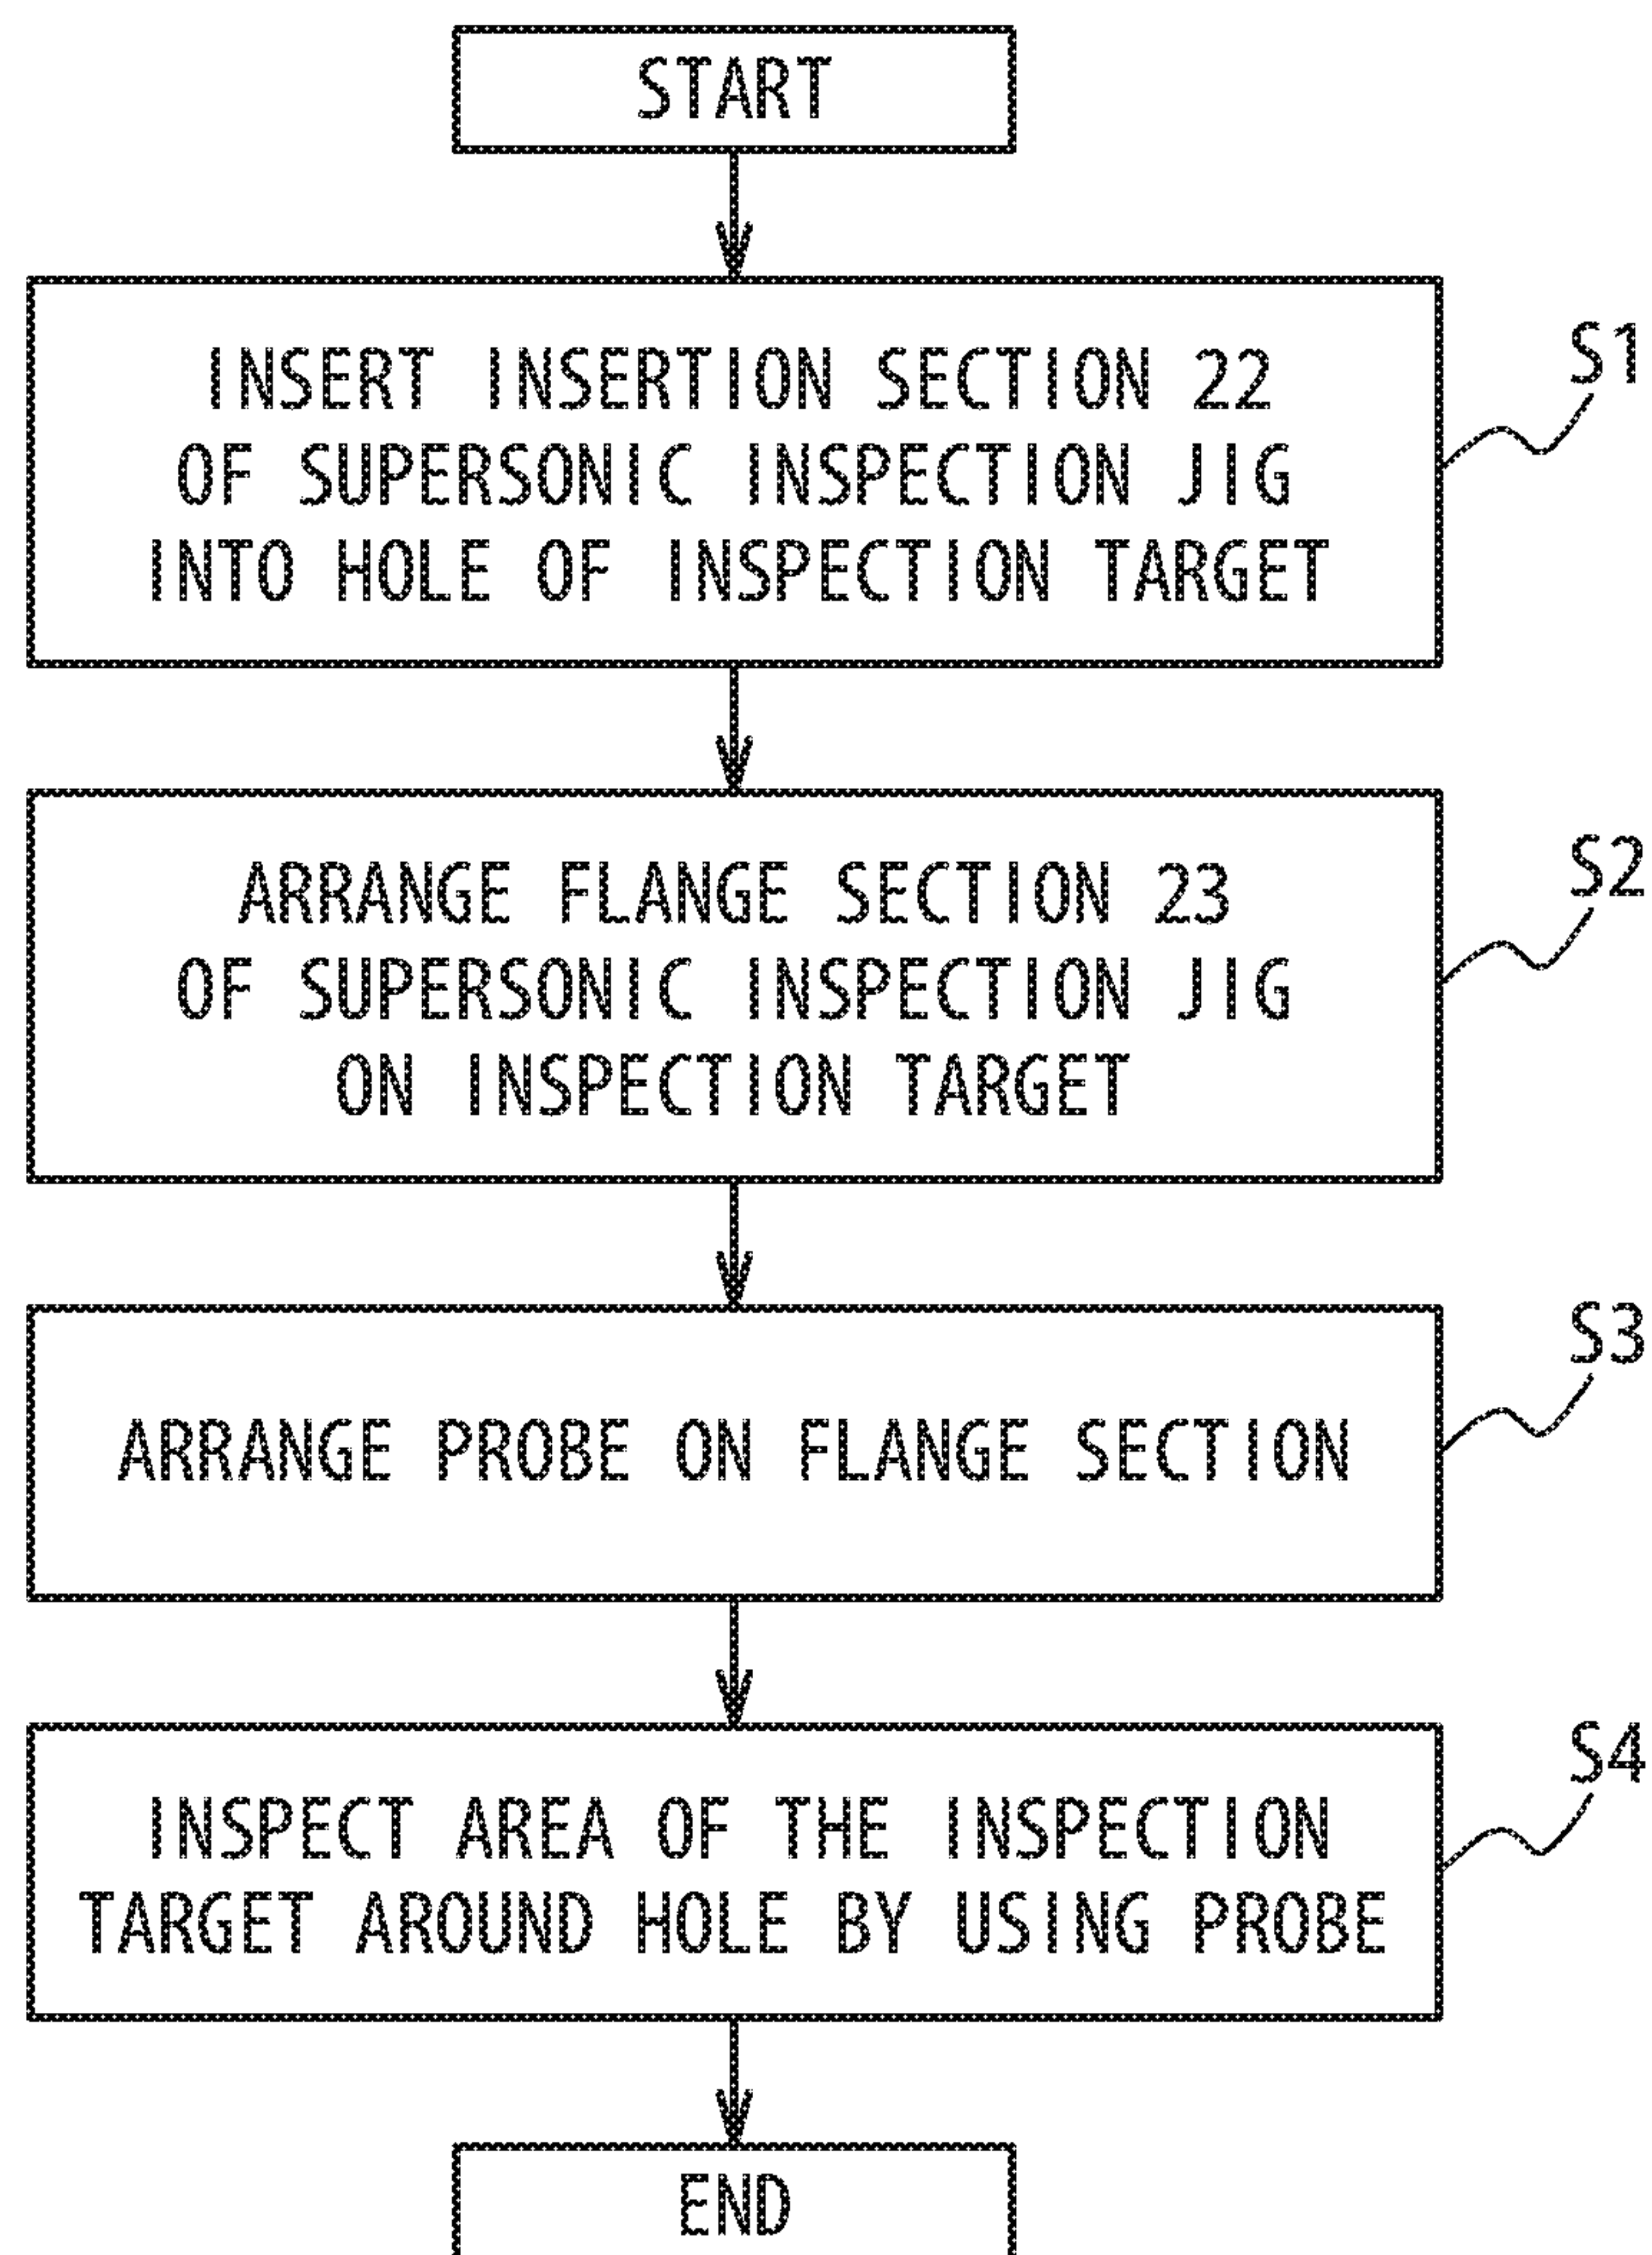 START
INSERT INSERTION SECTION 22
OF SUPERSONIC INSPECTION JIG
INTO HOLE OF INSPECTION TARGET
S1
ARRANGE FLANGE SECTION 23
OF SUPERSONIC INSPECTION JIG
ON INSPECTION TARGET
S2
ARRANGE PROBE ON FLANGE SECTION
S3
INSPECT AREA OF THE INSPECTION
TARGET AROUND HOLE BY USING PROBE
S4
END